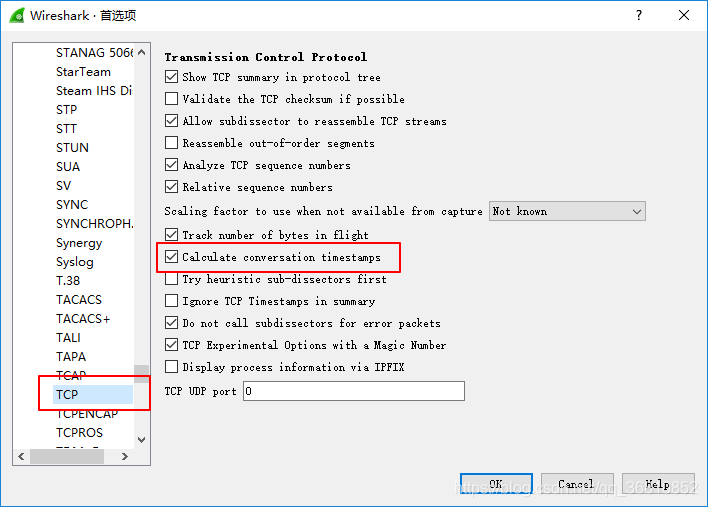 Wireshark · 首选项
STANAG 5066
StarTeam
Steam IHS Di
STP
STT
STUN
SUA
SV
SYNC
SYNCHROPH
Synergy
Syslog
T.38
TACACS
TACACS+
TALI
TAPA
TCAP
TCP
TCPENCAP
TCPROS
Transmission Control Protocol
Show TCP summary in protocol tree
Validate the TCP checksum if possible
Allow subdissector to reassemble TCP streams
Reassemble out-of-order segments
Analyze TCP sequence numbers
Relative sequence numbers
Scaling factor to use when not available from capture Not known
Track number of bytes in flight
Calculate conversation timestamps
Try heuristic sub-dissectors first
Ignore TCP Timestamps in summary
Do not call subdissectors for error packets
TCP Experimental Options with a Magic Number
Display process information via IPFIX
TCP UDP port 0
OK Cancel Help